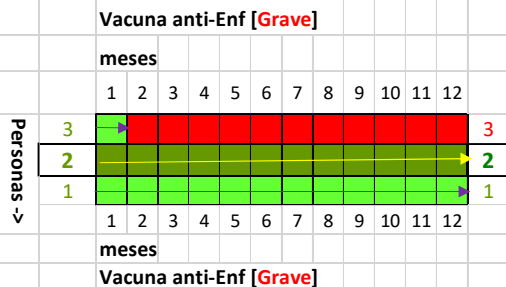 Vacuna anti-Enf [Grave]
meses
1 2 3 4 5 6 7 8 9 10 11 12
Personas ->
3 3
2 2
1 1
1 2 3 4 5 6 7 8 9 10 11 12
meses
Vacuna anti-Enf [Grave]